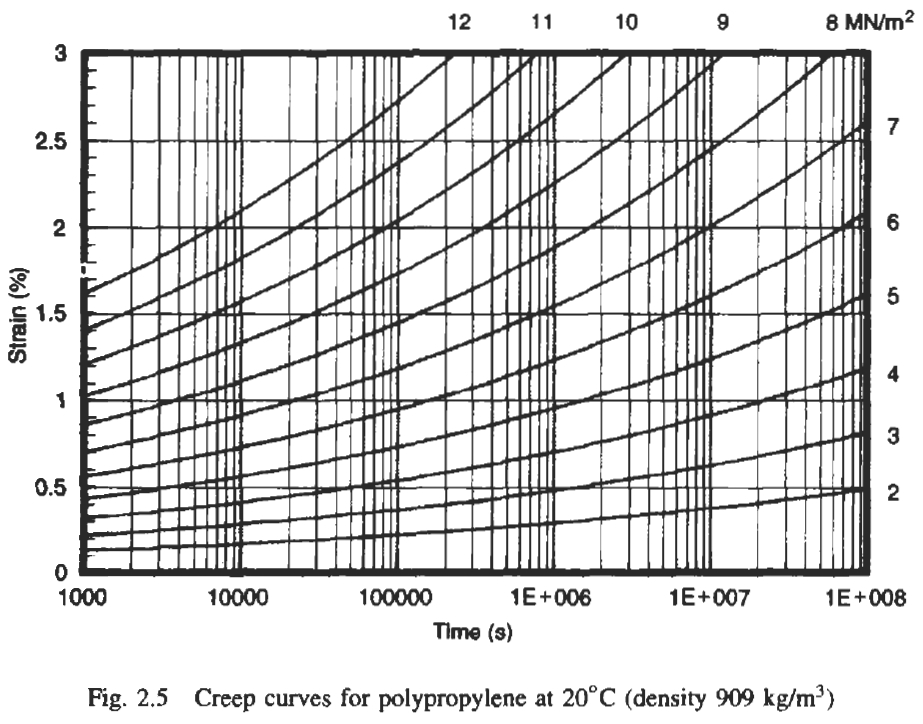 12 11 10 9 8 MN/m²
3
2.5
7
2
6
Strain (%)
1.5
5
4
1
3
0.5
2
0
1000 10000 100000 1E+006 1E+007 1E+008
Time (s)
Fig. 2.5 Creep curves for polypropylene at 20°C (density 909 kg/m³)